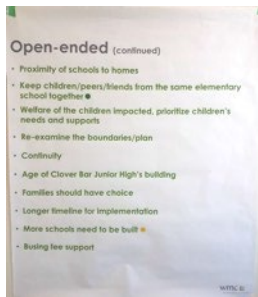 Open-ended (continued)
• Proximity of schools to homes
• Keep children/peers/friends from the same elementary
school together
• Welfare of the children impacted, prioritize children's
needs and supports
• Re-examine the boundaries/plan
• Continuity
• Age of Clover Bar Junior High's building
• Families should have choice
• Longer timeline for implementation
• More schools need to be built
• Busing fee support